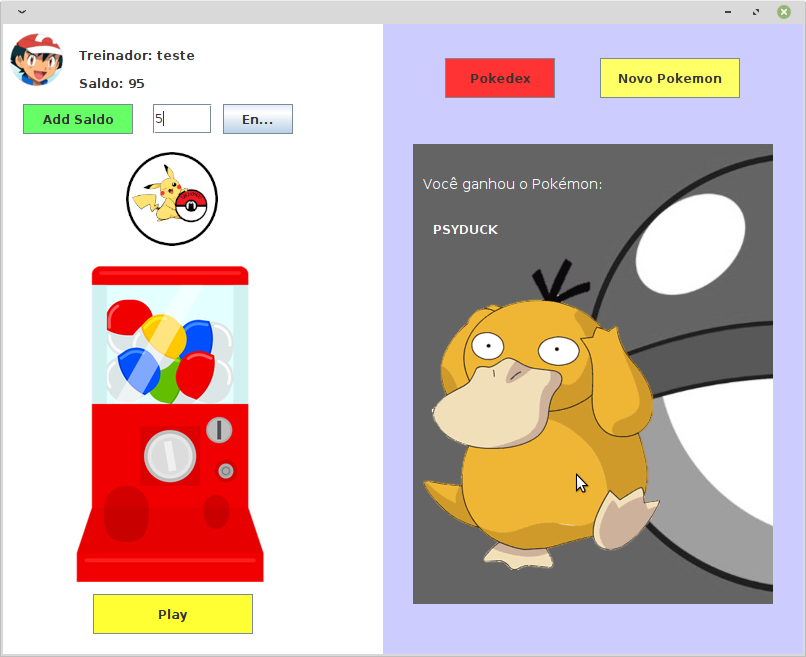 Treinador: teste
Saldo: 95
Add Saldo
5
En...
Play
Pokedex
Novo Pokemon
Você ganhou o Pokémon:
PSYDUCK